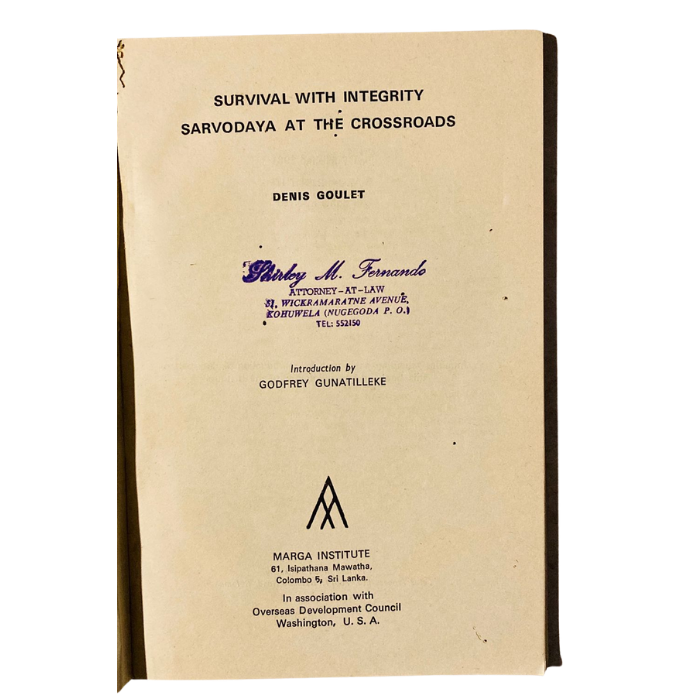 SURVIVAL WITH INTEGRITY
SARVODAYA AT THE CROSSROADS
DENIS GOULET
Shirley M. Fernando
ATTORNEY-AT-LAW
51, WICKRAMARATNE AVENUE,
KOHUWELA (NUGEGODA P. O.)
TEL: 552150
Introduction by
GODFREY GUNATILLEKE
MARGA INSTITUTE
61, Isipathana Mawatha,
Colombo 5, Sri Lanka.
In association with
Overseas Development Council
Washington, U. S. A.